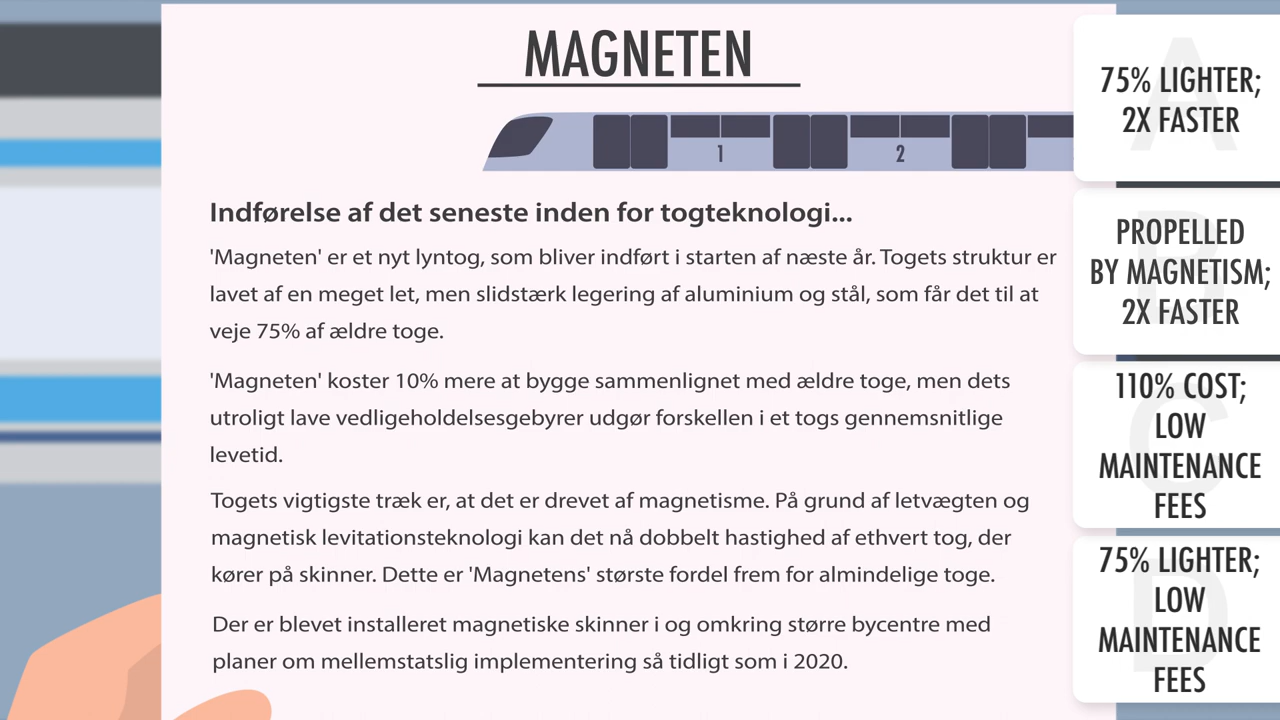 MAGNETEN
1
2
Indførelse af det seneste inden for togteknologi...
'Magneten' er et nyt lyntog, som bliver indført i starten af næste år. Togets struktur er
lavet af en meget let, men slidstærk legering af aluminium og stål, som får det til at
veje 75% af ældre toge.
'Magneten' koster 10% mere at bygge sammenlignet med ældre toge, men dets
utroligt lave vedligeholdelsesgebyrer udgør forskellen i et togs gennemsnitlige
levetid.
Togets vigtigste træk er, at det er drevet af magnetisme. På grund af letvægten og
magnetisk levitationsteknologi kan det nå dobbelt hastighed af ethvert tog, der
kører på skinner. Dette er 'Magnetens' største fordel frem for almindelige toge.
Der er blevet installeret magnetiske skinner i og omkring større bycentre med
planer om mellemstatslig implementering så tidligt som i 2020.
A
75% LIGHTER;
2X FASTER
B
PROPELLED
BY MAGNETISM;
2X FASTER
C
110% COST;
LOW
MAINTENANCE
FEES
D
75% LIGHTER;
LOW
MAINTENANCE
FEES